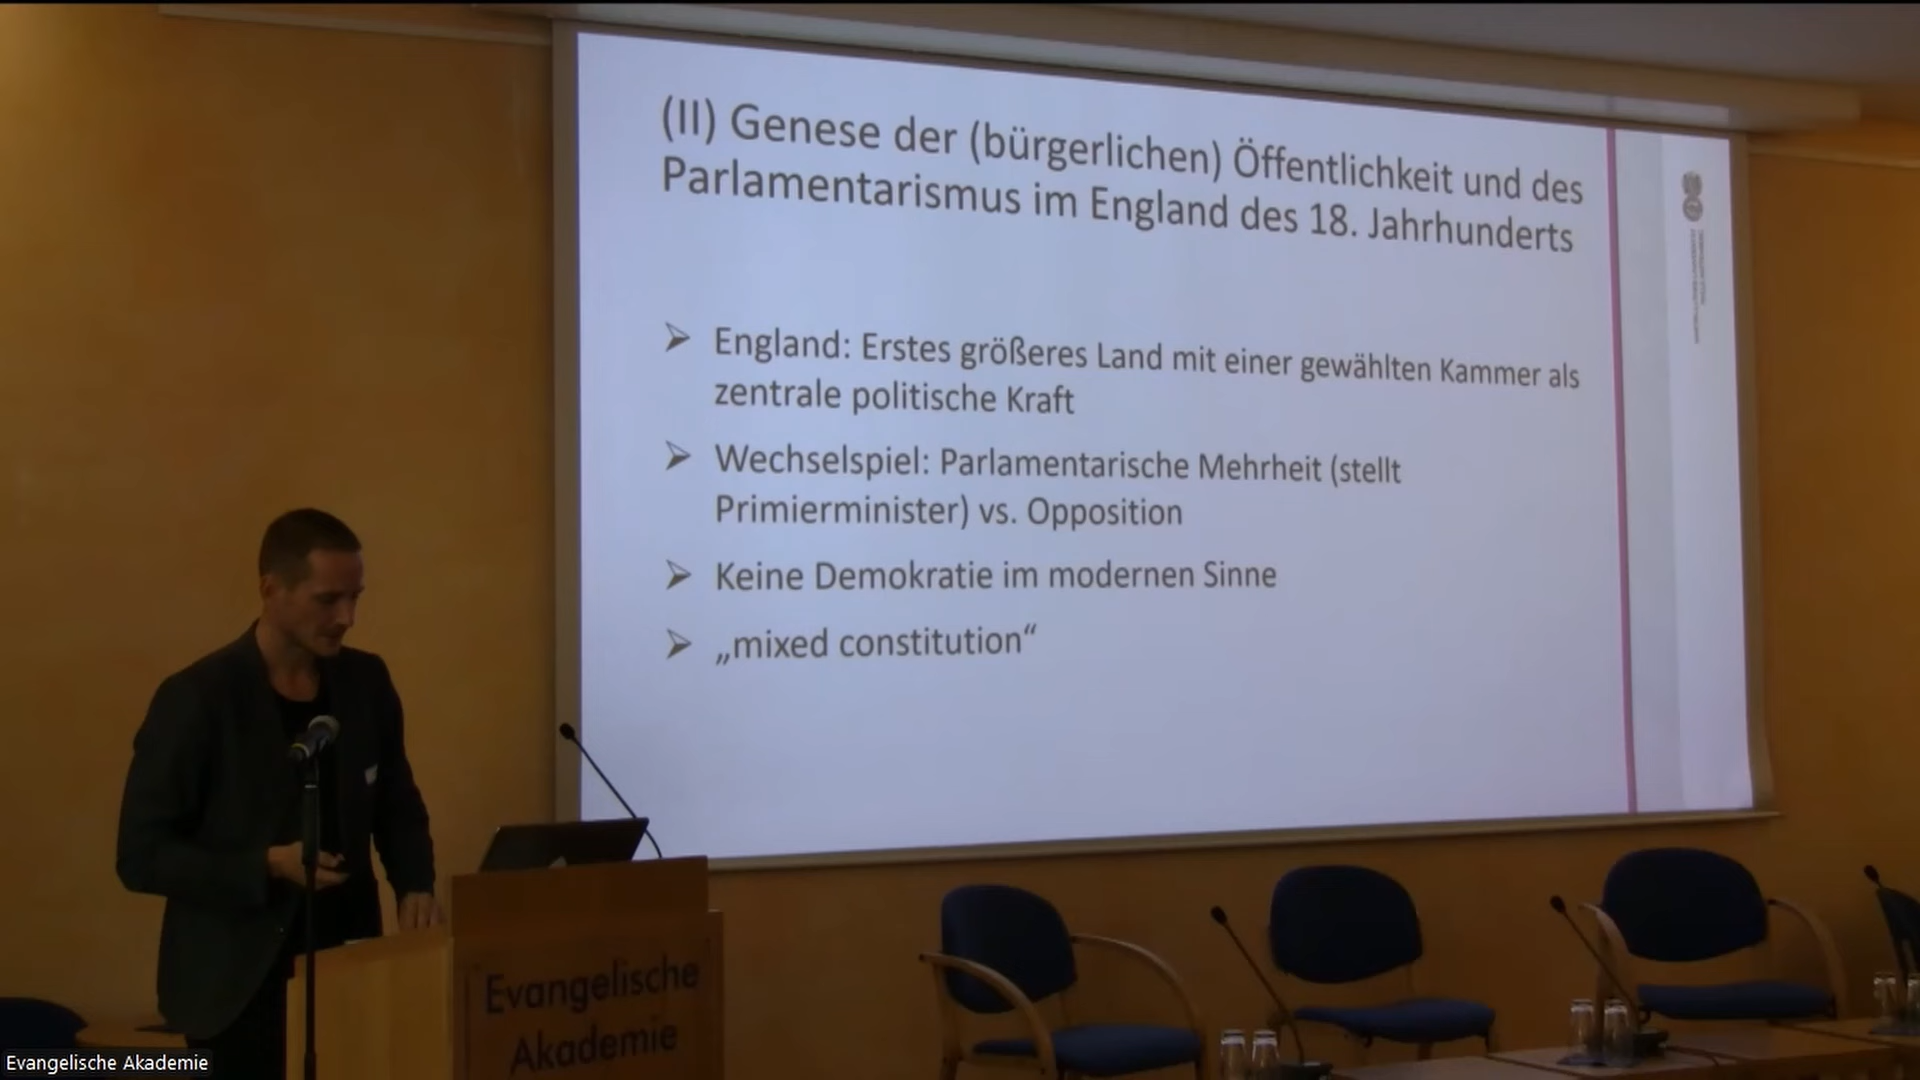 (II) Genese der (bürgerlichen) Öffentlichkeit und des
Parlamentarismus im England des 18. Jahrhunderts
England: Erstes größeres Land mit einer gewählten Kammer als
zentrale politische Kraft
Wechselspiel: Parlamentarische Mehrheit (stellt
Primierminister) vs. Opposition
Keine Demokratie im modernen Sinne
„mixed constitution“
Evangelische
Akademie
Evangelische Akademie